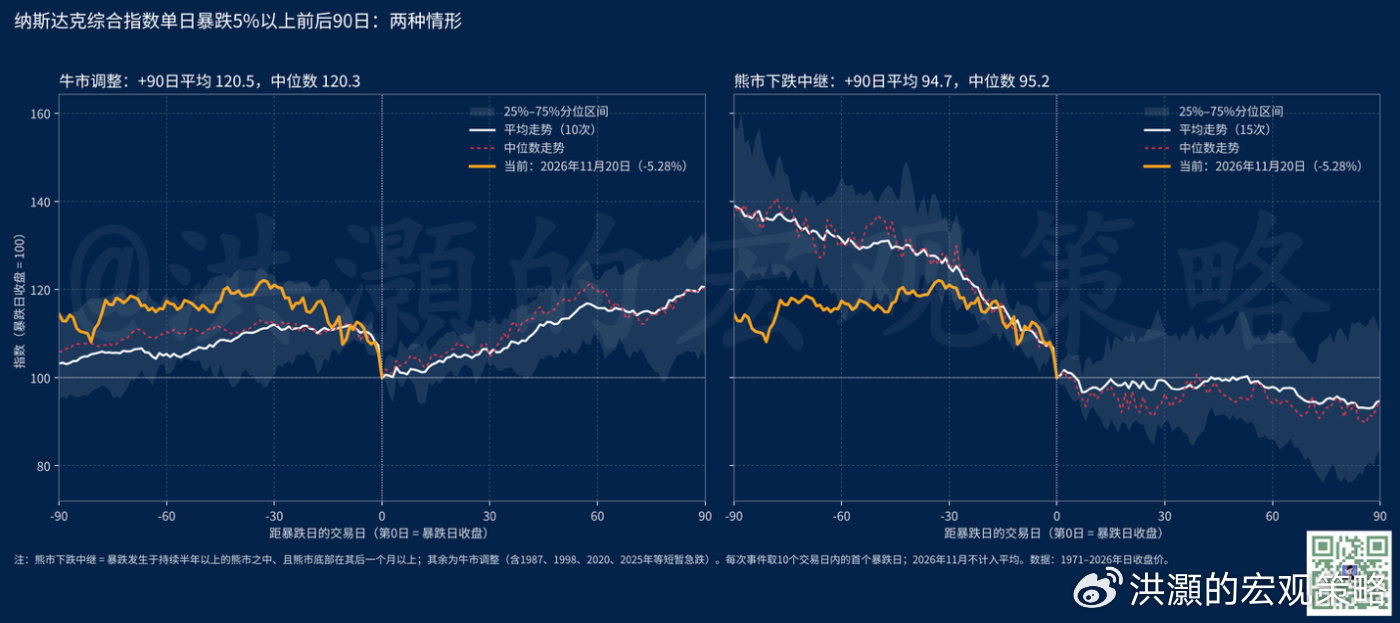 纳斯达克综合指数单日暴跌5%以上前后90日：两种情形
牛市调整：+90日平均 120.5，中位数 120.3
25%–75%分位区间
平均走势（10次）
中位数走势
当前：2026年11月20日（-5.28%）
指数（暴跌日收盘 = 100）
160
140
120
100
80
-90 -60 -30 0 30 60 90
距暴跌日的交易日（第0日 = 暴跌日收盘）
熊市下跌中继：+90日平均 94.7，中位数 95.2
25%–75%分位区间
平均走势（15次）
中位数走势
当前：2026年11月20日（-5.28%）
-90 -60 -30 0 30 60 90
距暴跌日的交易日（第0日 = 暴跌日收盘）
@洪灏的宏观策略
注：熊市下跌中继 = 暴跌发生于持续半年以上的熊市之中、且熊市底部在其后一个月以上；其余为牛市调整（含1987、1998、2020、2025年等短暂急跌）。每次事件取10个交易日内的首个暴跌日；2026年11月不计入平均。数据：1971–2026年日收盘价。
洪灏的宏观策略